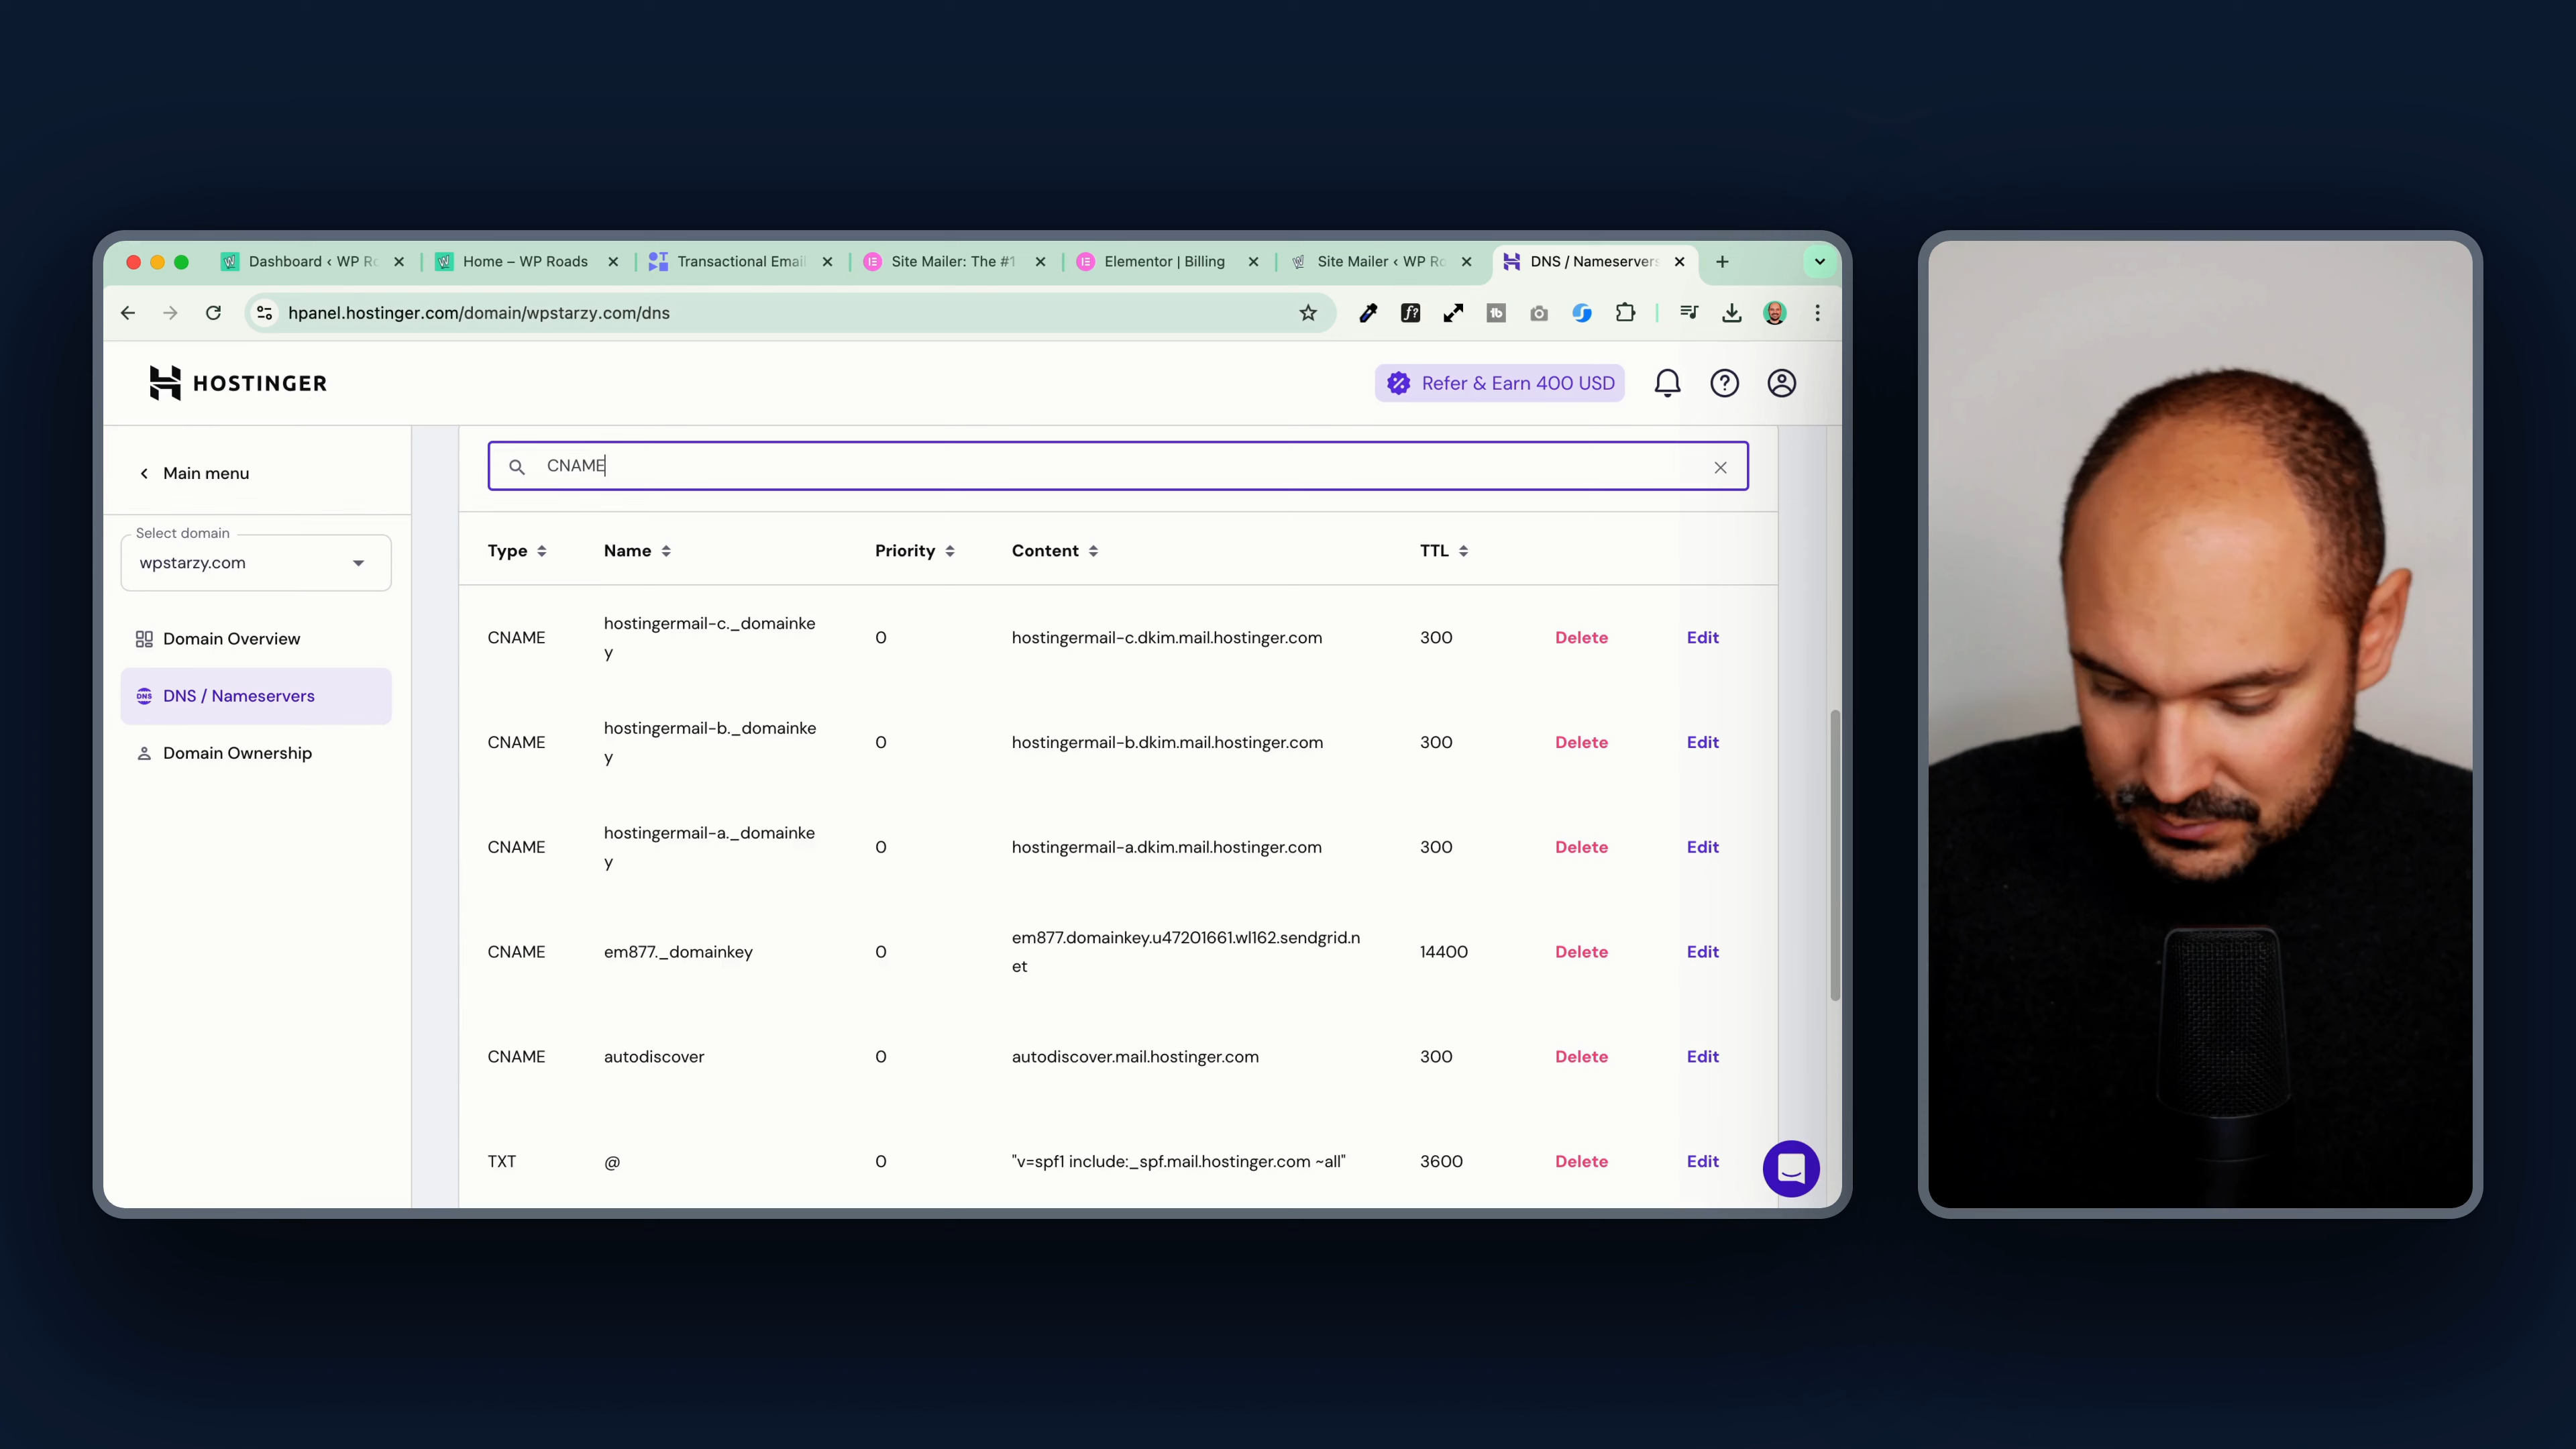 Dashboard ‹ WP Ro
Home – WP Roads
Transactional Email
Site Mailer: The #1
Elementor | Billing
Site Mailer ‹ WP Ro
DNS / Nameservers
hpanel.hostinger.com/domain/wpstarzy.com/dns
HOSTINGER
Refer & Earn 400 USD
Main menu
Select domain
wpstarzy.com
Domain Overview
DNS / Nameservers
Domain Ownership
CNAME
Type Name Priority Content TTL
CNAME hostingermail-c._domainke
y 0 hostingermail-c.dkim.mail.hostinger.com 300 Delete Edit
CNAME hostingermail-b._domainke
y 0 hostingermail-b.dkim.mail.hostinger.com 300 Delete Edit
CNAME hostingermail-a._domainke
y 0 hostingermail-a.dkim.mail.hostinger.com 300 Delete Edit
CNAME em877._domainkey 0 em877.domainkey.u47201661.wl162.sendgrid.n
et 14400 Delete Edit
CNAME autodiscover 0 autodiscover.mail.hostinger.com 300 Delete Edit
TXT @ 0 "v=spf1 include:_spf.mail.hostinger.com ~all" 3600 Delete Edit